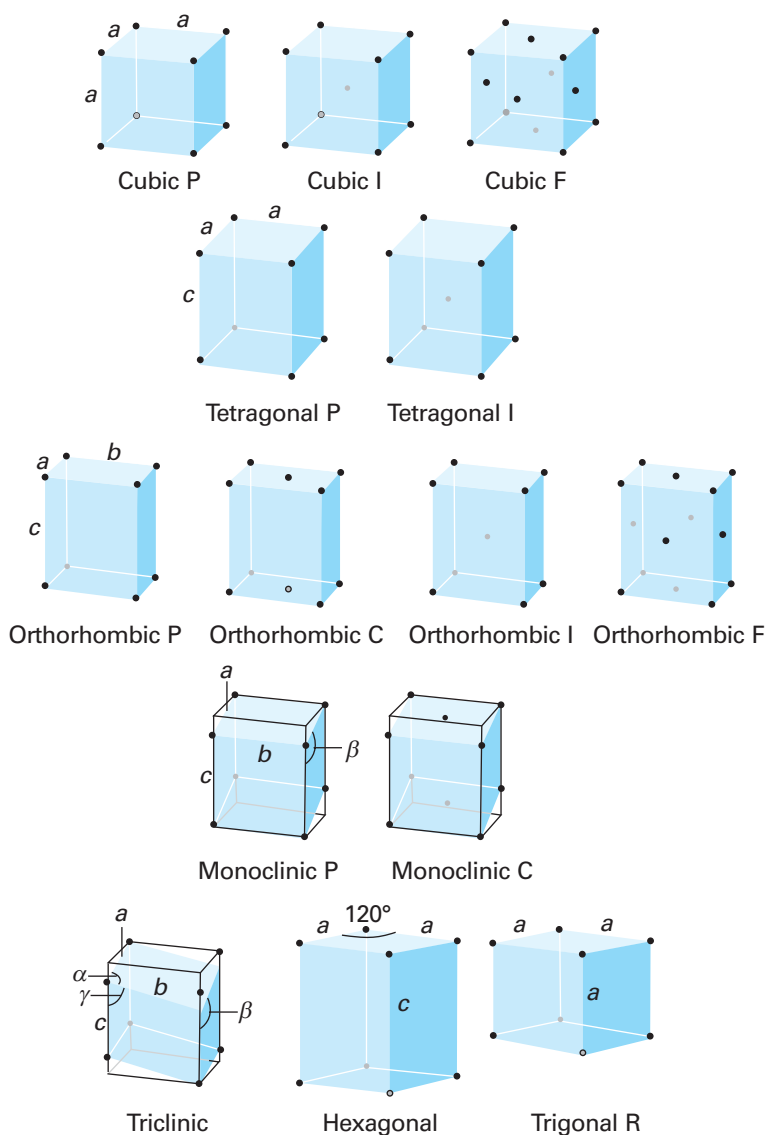 a a
a
Cubic P Cubic I Cubic F
a a
c
Tetragonal P Tetragonal I
a b
c
Orthorhombic P Orthorhombic C Orthorhombic I Orthorhombic F
a
b
c β
Monoclinic P Monoclinic C
a
α
γ b
c β
120°
a a
c
a a
a
Triclinic Hexagonal Trigonal R